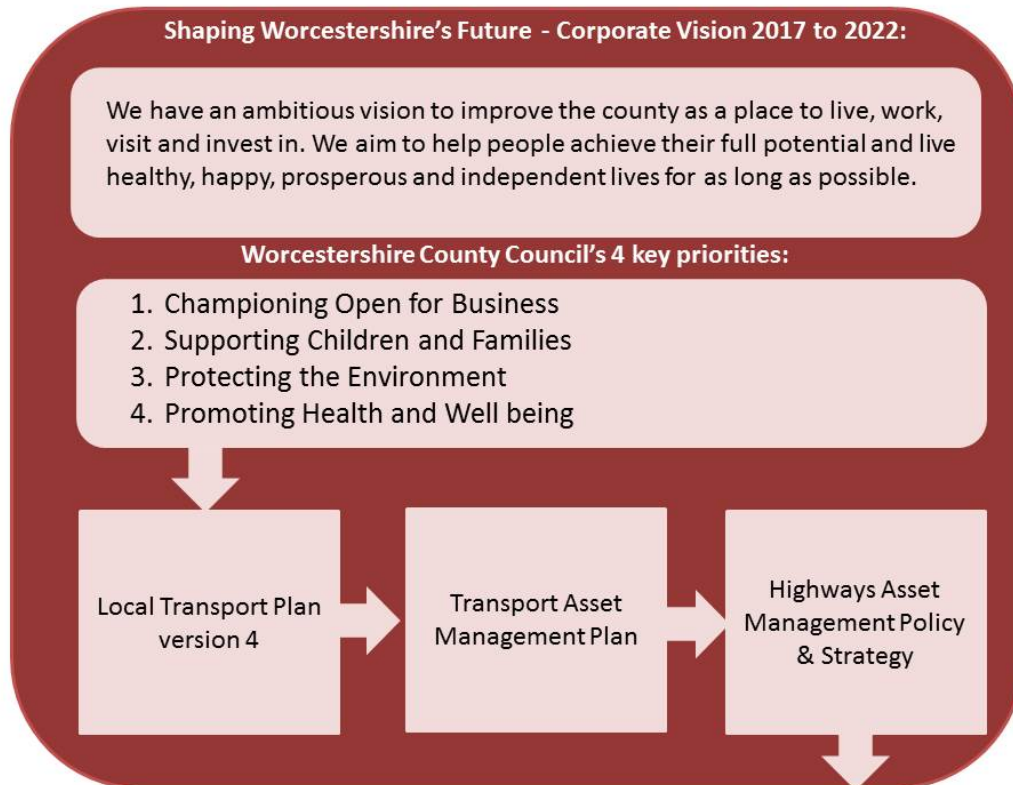 Shaping Worcestershire's Future - Corporate Vision 2017 to 2022:
We have an ambitious vision to improve the county as a place to live, work,
visit and invest in. We aim to help people achieve their full potential and live
healthy, happy, prosperous and independent lives for as long as possible.
Worcestershire County Council's 4 key priorities:
1. Championing Open for Business
2. Supporting Children and Families
3. Protecting the Environment
4. Promoting Health and Well being
Local Transport Plan
version 4
Transport Asset
Management Plan
Highways Asset
Management Policy
& Strategy